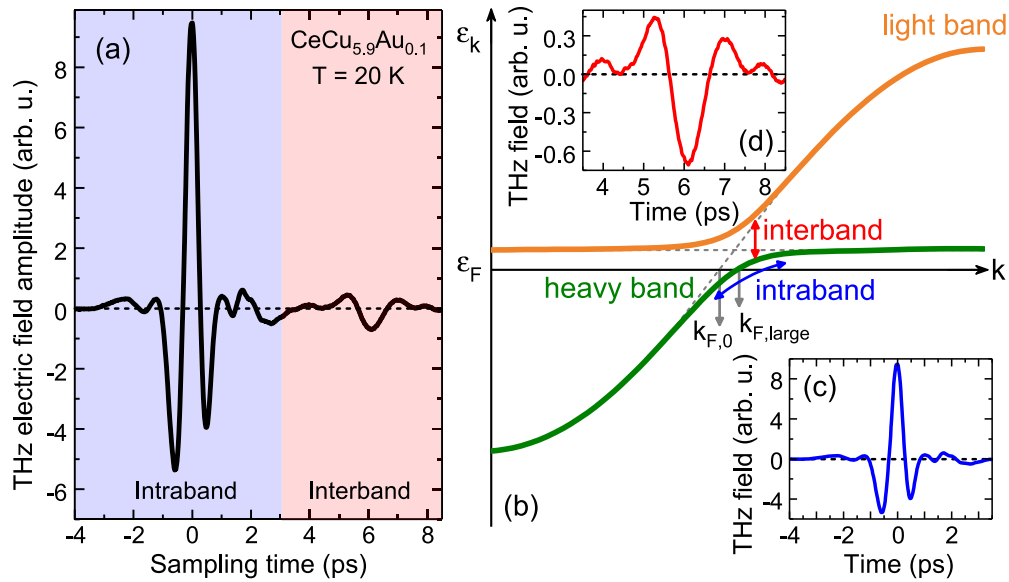 (a)
CeCu5.9Au0.1
T = 20 K
THz electric field amplitude (arb. u.)
8
6
4
2
0
-2
-4
-6
Intraband
Interband
-4
-2
0
2
4
6
8
Sampling time (ps)
(b)
εk
εF
k
light band
interband
heavy band
intraband
kF,0
kF,large
(d)
THz field (arb. u.)
0.3
0.0
-0.3
-0.6
4
5
6
7
8
Time (ps)
(c)
THz field (arb. u.)
8
4
0
-4
-4
-2
0
2
Time (ps)